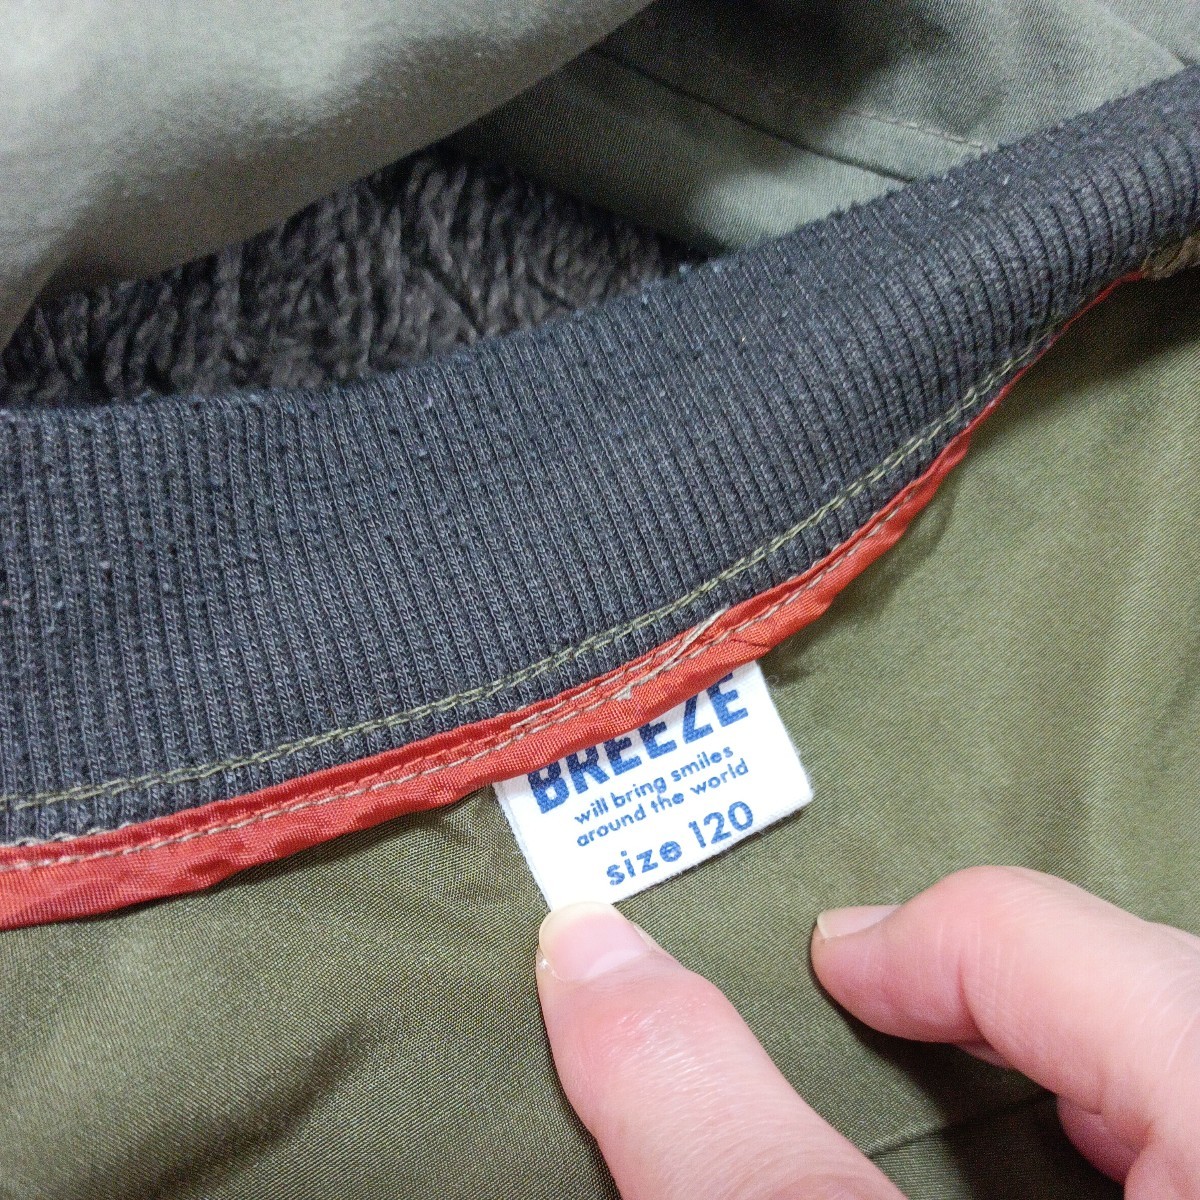 BREEZE
will bring smiles
around the world
size 120